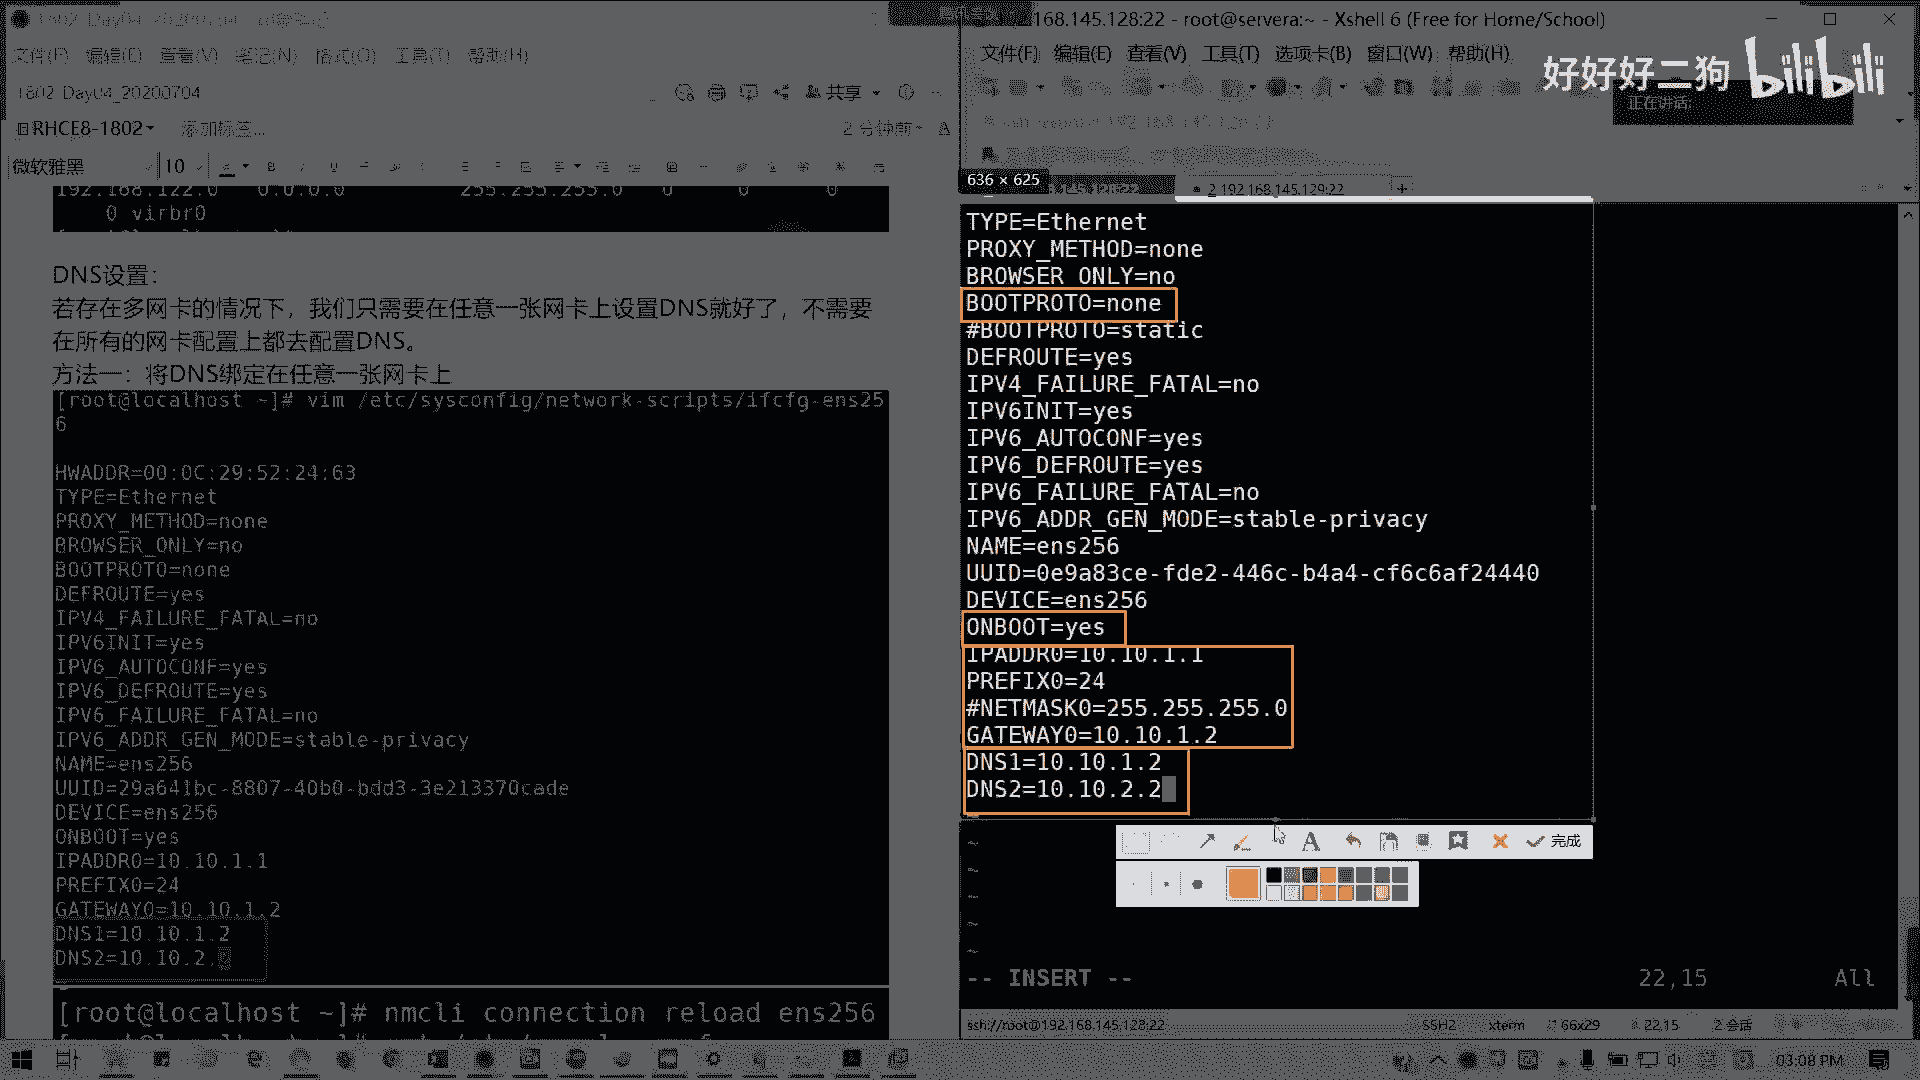 1802_Day04_20200704
文件(F) 编辑(E) 查看(V) 笔记(N) 格式(O) 工具(T) 帮助(H)
1802_Day04_20200704
共享
RHCE8-1802
添加标签...
2 分钟前
微软雅黑
10
192.168.122.0 0.0.0.0 255.255.255.0 U 0 0
0 virbr0
DNS设置:
若存在多网卡的情况下，我们只需要在任意一张网卡上设置DNS就好了，不需要
在所有的网卡配置上都去配置DNS。
方法一：将DNS绑定在任意一张网卡上
[root@localhost ~]# vim /etc/sysconfig/network-scripts/ifcfg-ens25
6
HWADDR=00:0C:29:52:24:63
TYPE=Ethernet
PROXY_METHOD=none
BROWSER_ONLY=no
BOOTPROTO=none
DEFROUTE=yes
IPV4_FAILURE_FATAL=no
IPV6INIT=yes
IPV6_AUTOCONF=yes
IPV6_DEFROUTE=yes
IPV6_FAILURE_FATAL=no
IPV6_ADDR_GEN_MODE=stable-privacy
NAME=ens256
UUID=29a641bc-8807-40b0-bdd3-3e213370cade
DEVICE=ens256
ONBOOT=yes
IPADDR0=10.10.1.1
PREFIX0=24
GATEWAY0=10.10.1.2
DNS1=10.10.1.2
DNS2=10.10.2.2
[root@localhost ~]# nmcli connection reload ens256
168.145.128:22 - root@servera:~ - Xshell 6 (Free for Home/School)
文件(F) 编辑(E) 查看(V) 工具(T) 选项卡(B) 窗口(W) 帮助(H)
好好好二狗 bilibili
正在讲话:
636 × 625
145.128:22
2 192.168.145.129:22
TYPE=Ethernet
PROXY_METHOD=none
BROWSER_ONLY=no
BOOTPROTO=none
#BOOTPROTO=static
DEFROUTE=yes
IPV4_FAILURE_FATAL=no
IPV6INIT=yes
IPV6_AUTOCONF=yes
IPV6_DEFROUTE=yes
IPV6_FAILURE_FATAL=no
IPV6_ADDR_GEN_MODE=stable-privacy
NAME=ens256
UUID=0e9a83ce-fde2-446c-b4a4-cf6c6af24440
DEVICE=ens256
ONBOOT=yes
IPADDR0=10.10.1.1
PREFIX0=24
#NETMASK0=255.255.255.0
GATEWAY0=10.10.1.2
DNS1=10.10.1.2
DNS2=10.10.2.2
完成
-- INSERT --
22,15
All
ssh://root@192.168.145.128:22
SSH2
xterm
66x29
22,15
2 会话
03:08 PM